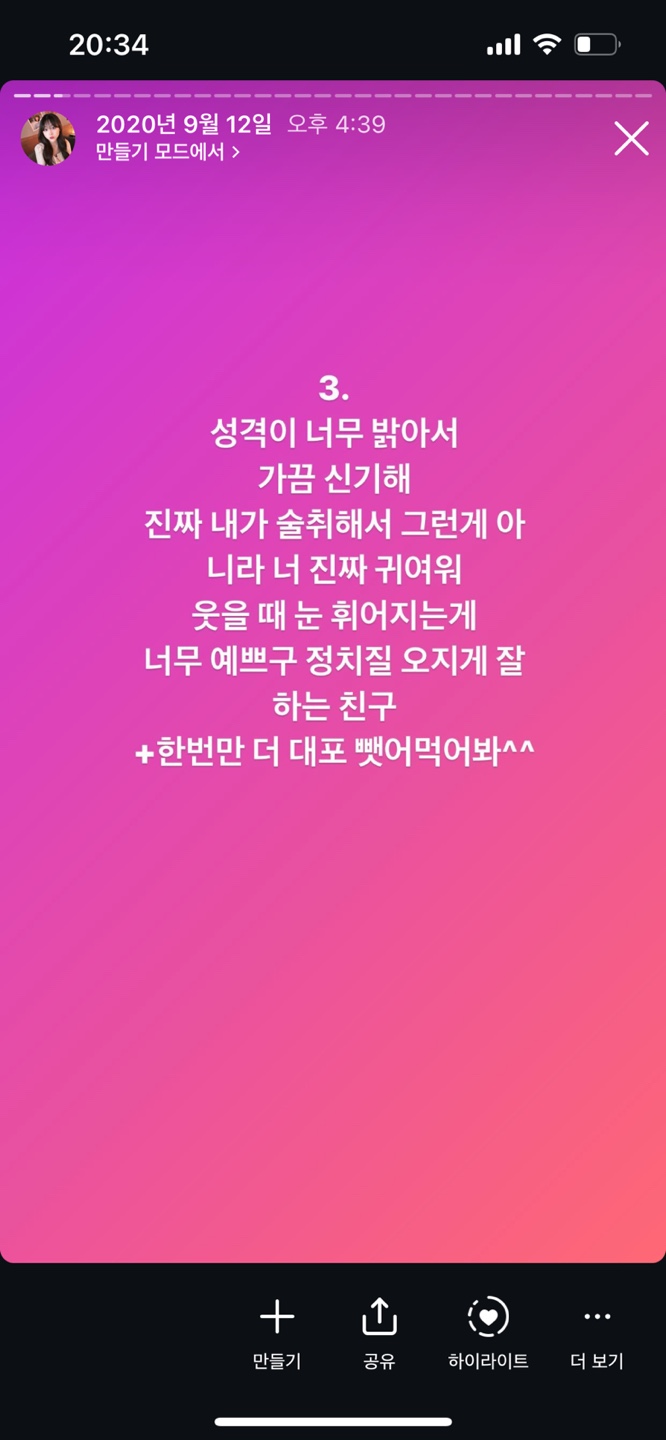 20:34
2020년 9월 12일 오후 4:39
만들기 모드에서 >
3.
성격이 너무 밝아서
가끔 신기해
진짜 내가 술취해서 그런게 아
니라 너 진짜 귀여워
웃을 때 눈 휘어지는게
너무 예쁘구 정치질 오지게 잘
하는 친구
+한번만 더 대포 뺏어먹어봐^^
만들기
공유
하이라이트
더 보기